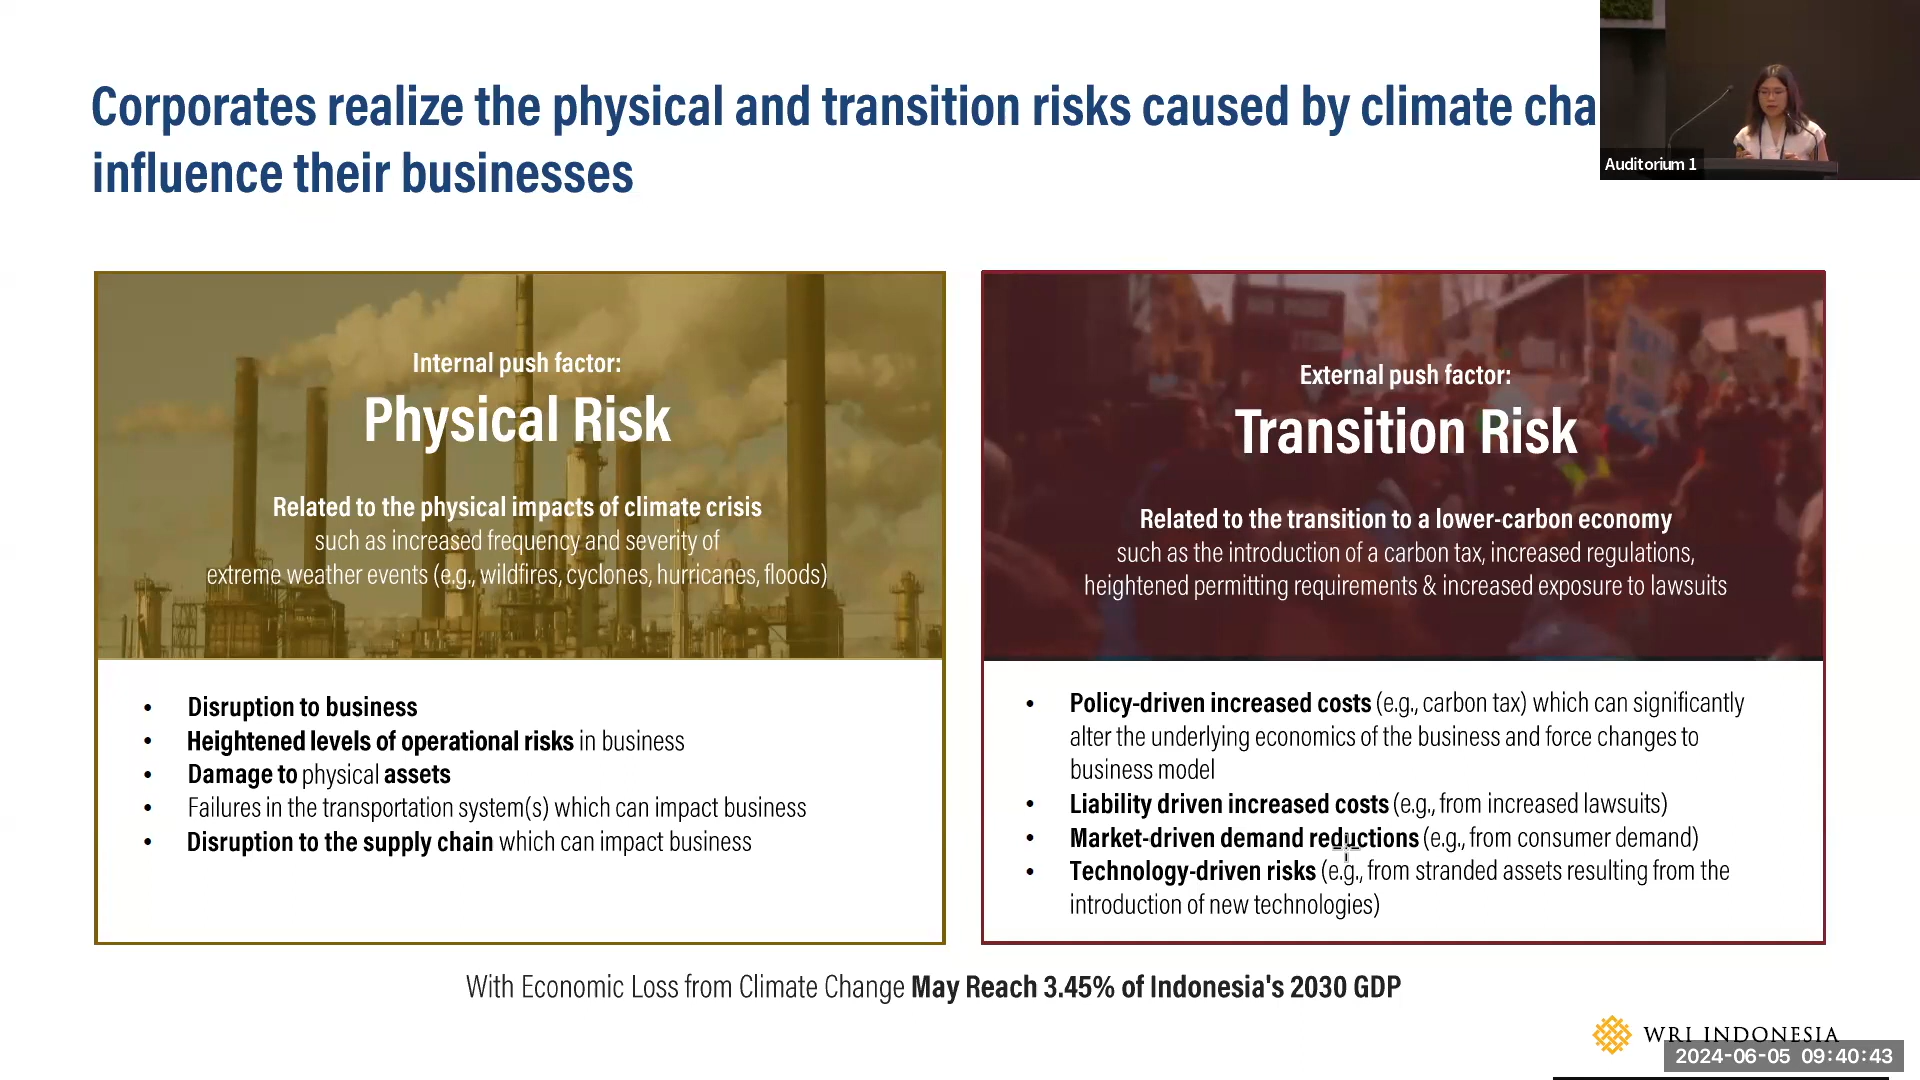 Corporates realize the physical and transition risks caused by climate cha
influence their businesses
Auditorium 1
Internal push factor:
Physical Risk
Related to the physical impacts of climate crisis
such as increased frequency and severity of
extreme weather events (e.g., wildfires, cyclones, hurricanes, floods)
• Disruption to business
• Heightened levels of operational risks in business
• Damage to physical assets
• Failures in the transportation system(s) which can impact business
• Disruption to the supply chain which can impact business
External push factor:
Transition Risk
Related to the transition to a lower-carbon economy
such as the introduction of a carbon tax, increased regulations,
heightened permitting requirements & increased exposure to lawsuits
• Policy-driven increased costs (e.g., carbon tax) which can significantly
alter the underlying economics of the business and force changes to
business model
• Liability driven increased costs (e.g., from increased lawsuits)
• Market-driven demand reductions (e.g., from consumer demand)
• Technology-driven risks (e.g., from stranded assets resulting from the
introduction of new technologies)
With Economic Loss from Climate Change May Reach 3.45% of Indonesia's 2030 GDP
WRI INDONESIA
2024-06-05 09:40:43